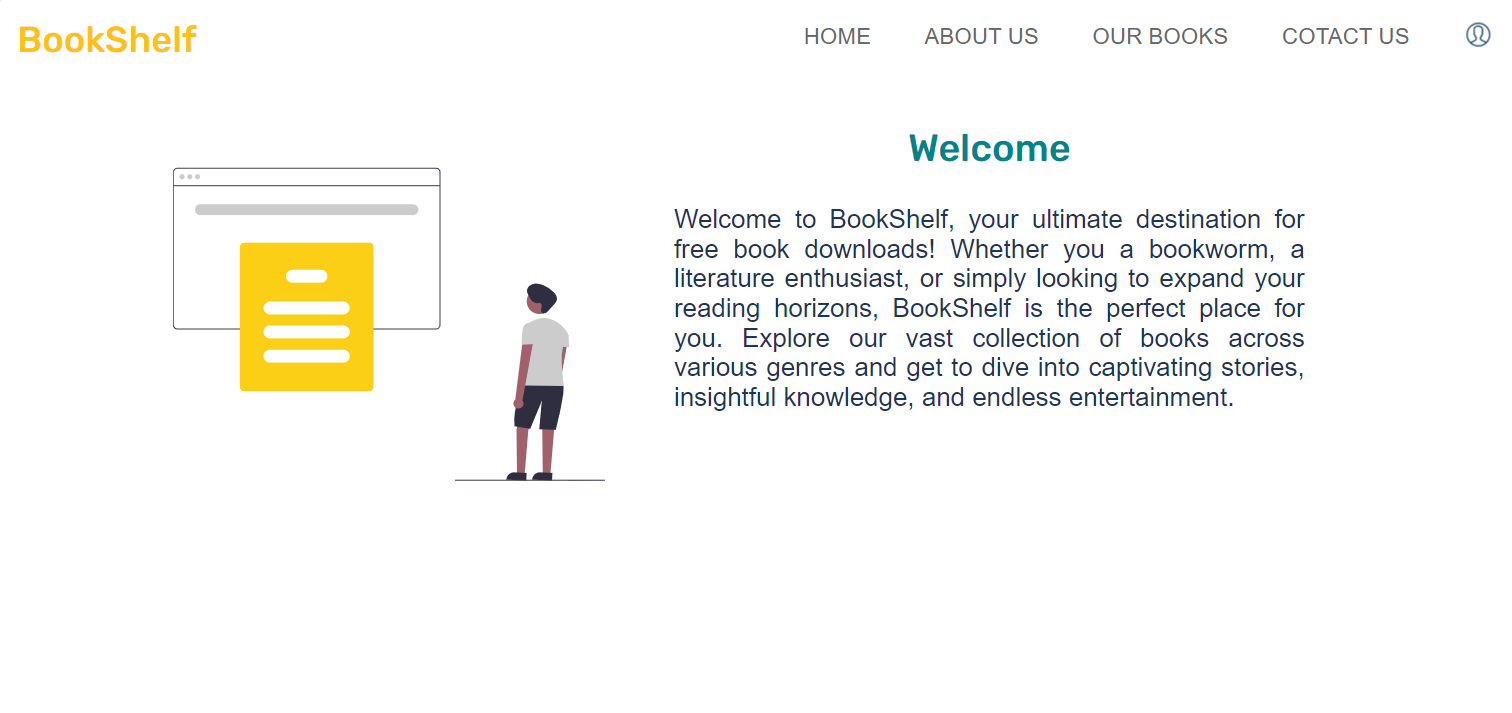 BookShelf
HOME ABOUT US OUR BOOKS COTACT US
Welcome
Welcome to BookShelf, your ultimate destination for
free book downloads! Whether you a bookworm, a
literature enthusiast, or simply looking to expand your
reading horizons, BookShelf is the perfect place for
you. Explore our vast collection of books across
various genres and get to dive into captivating stories,
insightful knowledge, and endless entertainment.